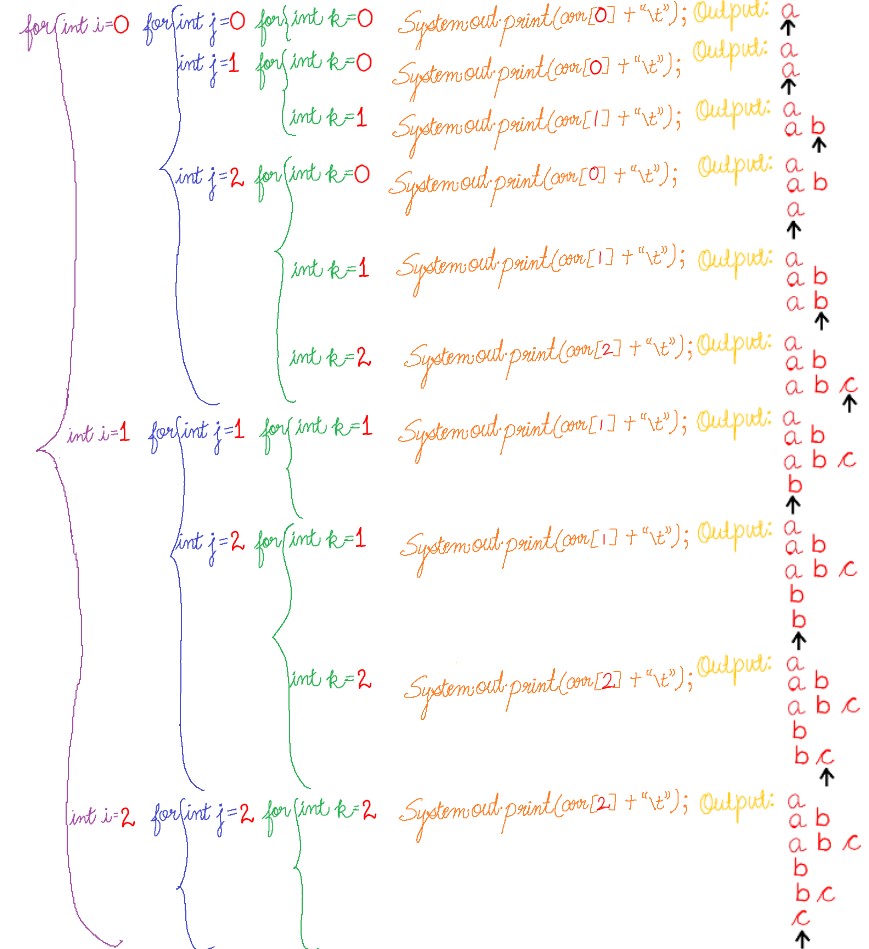 for int i=0 for int j=0 for int k=0 System.out.print(arr[0] + "\t"); Output: a
a
int j=1 for int k=0 System.out.print(arr[0] + "\t"); Output: a
int k=1 System.out.print(arr[1] + "\t"); Output: a
a b
int j=2 for int k=0 System.out.print(arr[0] + "\t"); Output: a
a b
a
int k=1 System.out.print(arr[1] + "\t"); Output: a
a b
a b
int k=2 System.out.print(arr[2] + "\t"); Output: a
a b
a b c
int i=1 for int j=1 for int k=1 System.out.print(arr[1] + "\t"); Output: a
a b
a b c
b
int j=2 for int k=1 System.out.print(arr[1] + "\t"); Output: a
a b
a b c
b
b
int k=2 System.out.print(arr[2] + "\t"); Output: a
a b
a b c
b
b c
int i=2 for int j=2 for int k=2 System.out.print(arr[2] + "\t"); Output: a
a b
a b c
b
b c
c